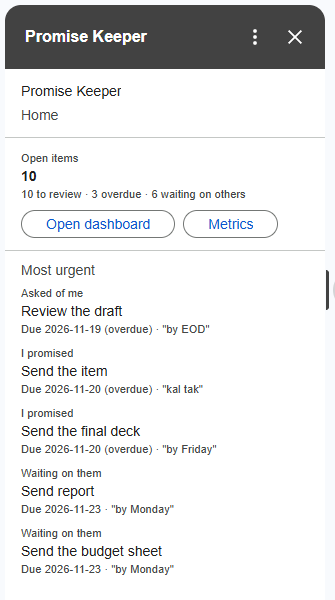 Promise Keeper
Promise Keeper
Home
Open items
10
10 to review · 3 overdue · 6 waiting on others
Open dashboard
Metrics
Most urgent
Asked of me
Review the draft
Due 2026-11-19 (overdue) · "by EOD"
I promised
Send the item
Due 2026-11-20 (overdue) · "kal tak"
I promised
Send the final deck
Due 2026-11-20 (overdue) · "by Friday"
Waiting on them
Send report
Due 2026-11-23 · "by Monday"
Waiting on them
Send the budget sheet
Due 2026-11-23 · "by Monday"